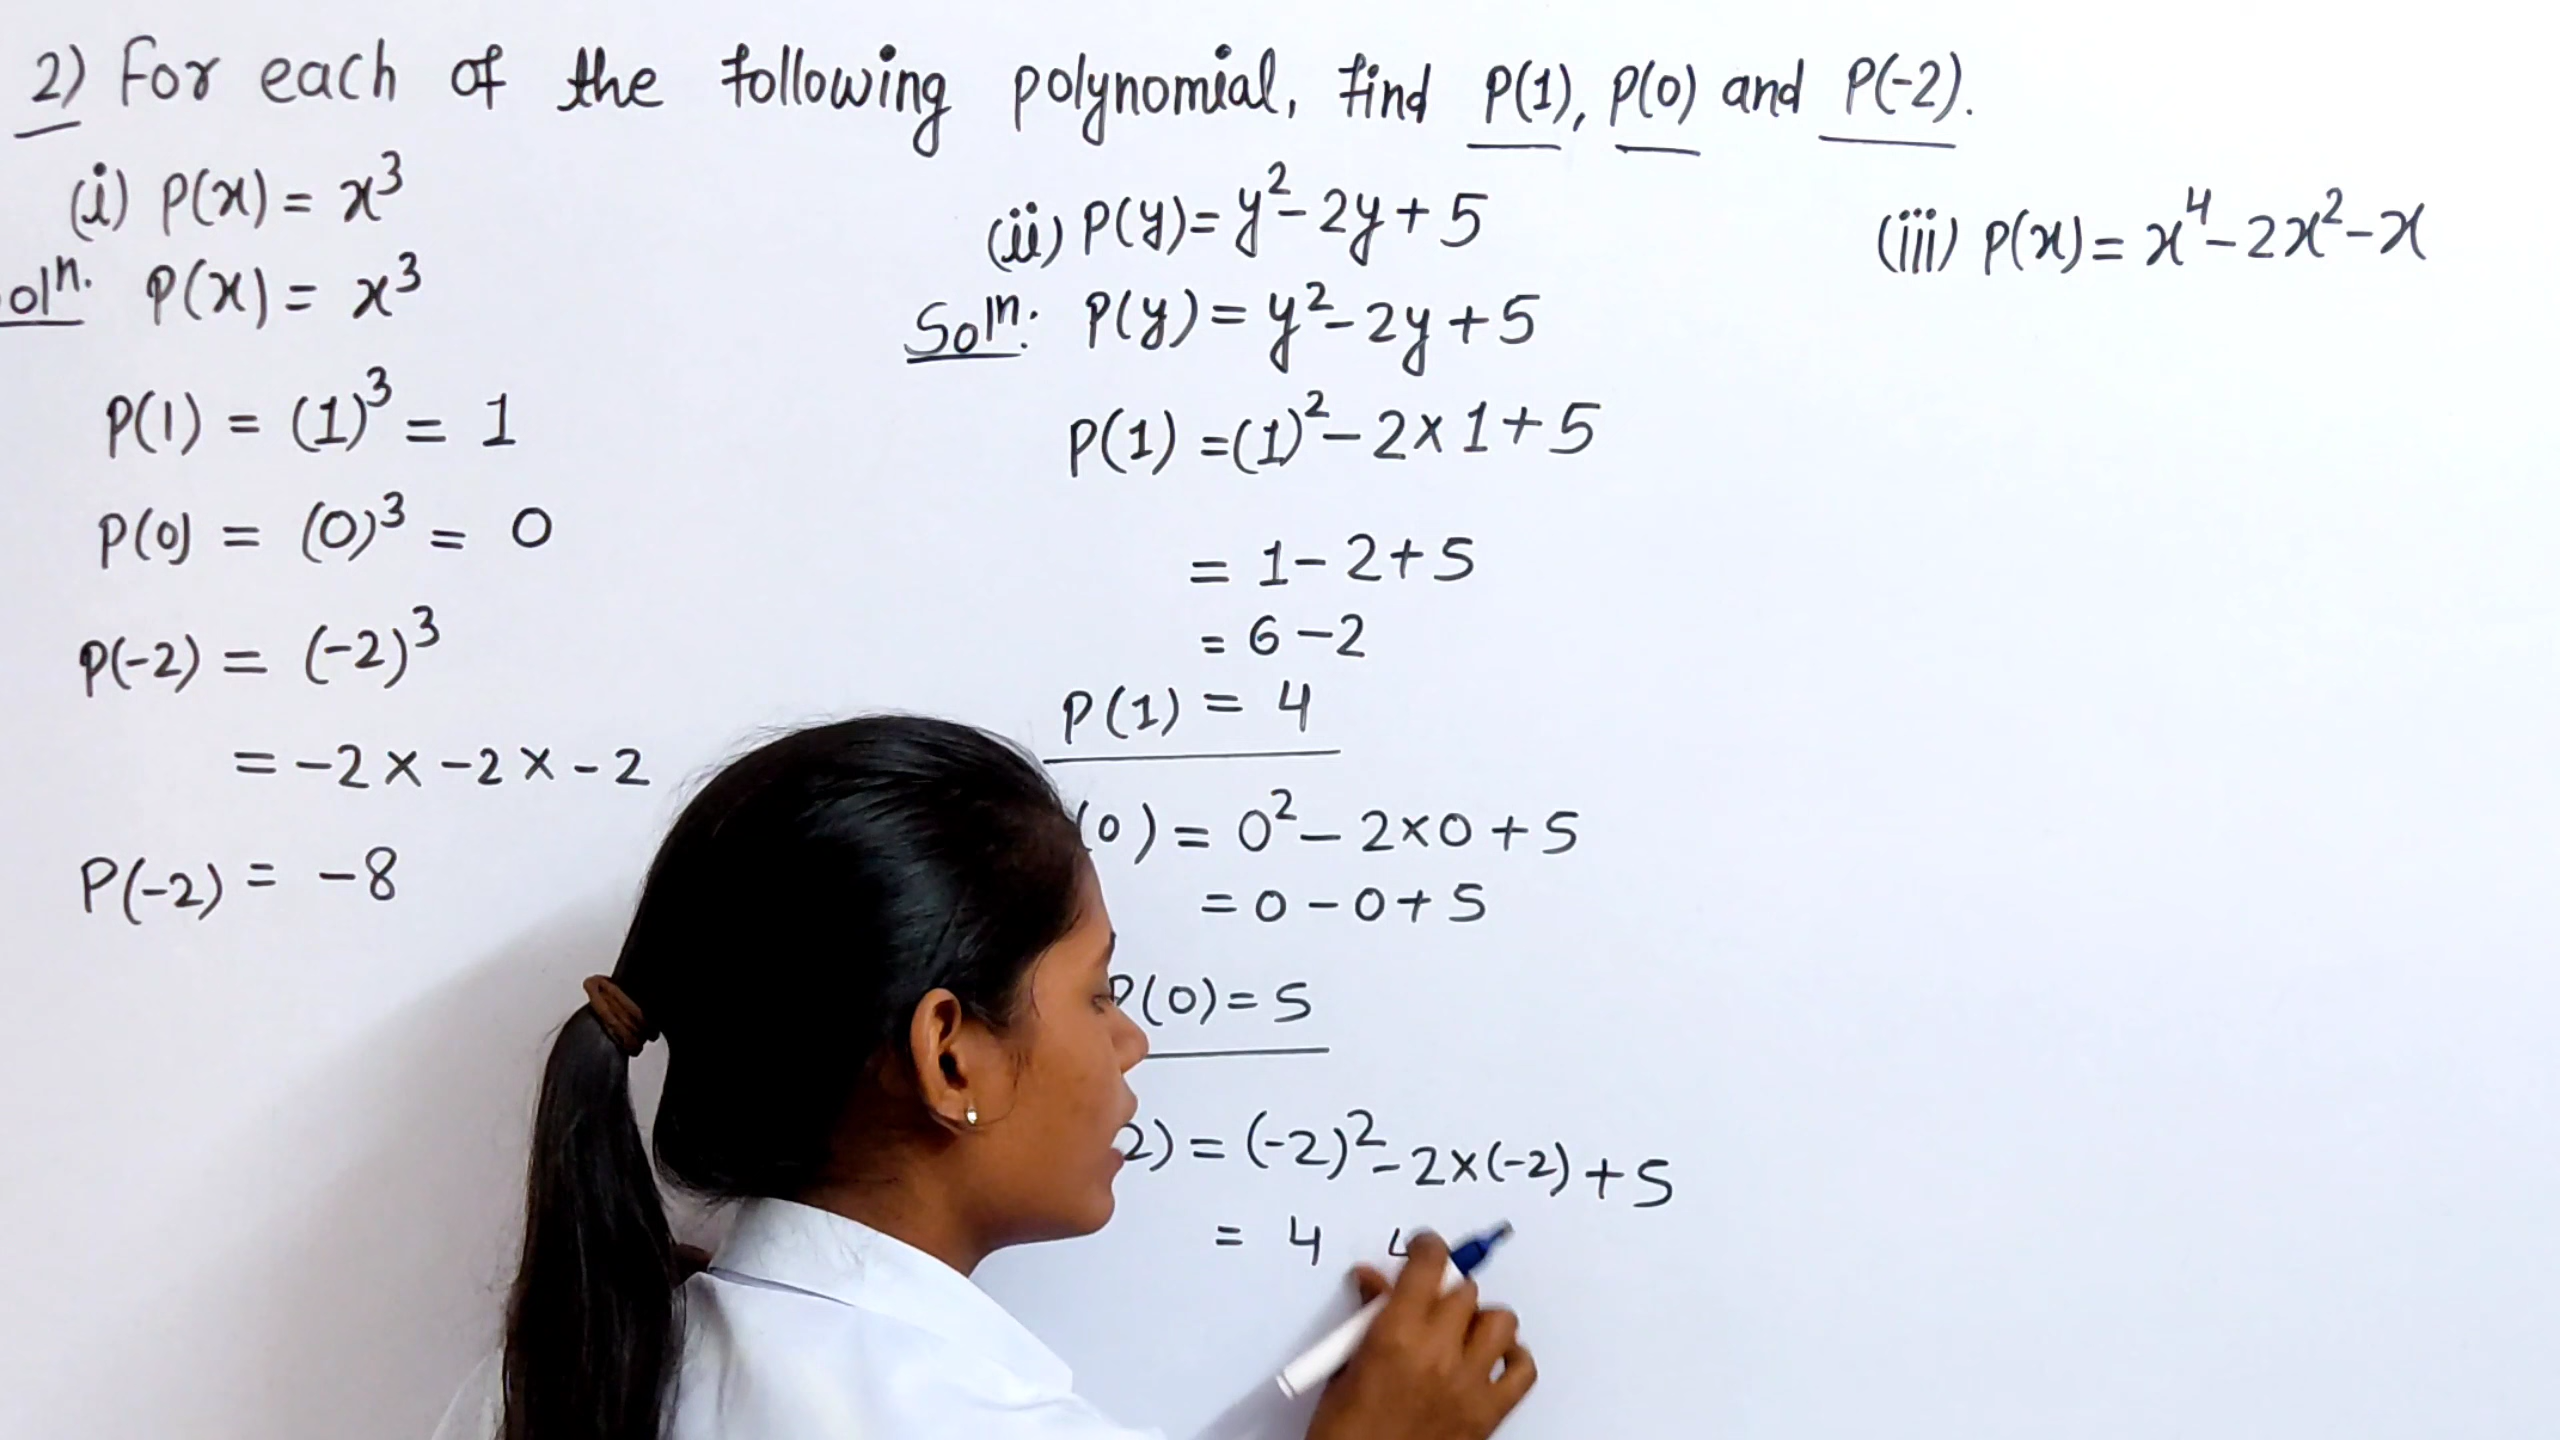 2) For each of the following polynomial, find P(1), P(0) and P(-2).
(i) P(x) = x³
olⁿ. P(x) = x³
P(1) = (1)³ = 1
P(0) = (0)³ = 0
P(-2) = (-2)³
= -2 × -2 × -2
P(-2) = -8
(ii) P(y) = y² - 2y + 5
Solⁿ: P(y) = y² - 2y + 5
P(1) = (1)² - 2 × 1 + 5
= 1 - 2 + 5
= 6 - 2
P(1) = 4
(0) = 0² - 2×0 + 5
= 0 - 0 + 5
P(0) = 5
2) = (-2)² - 2×(-2) + 5
= 4
(iii) P(x) = x⁴ - 2x² - x